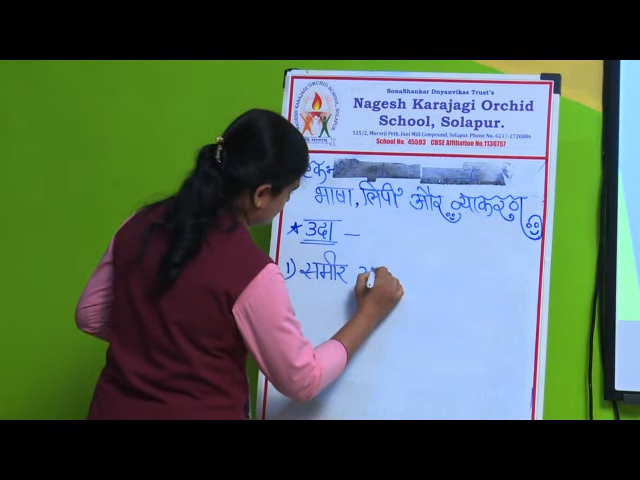 SonaShankar Dnyanvikas Trust's
Nagesh Karajagi Orchid
School, Solapur.
School No. 45593 CBSE Affiliation No.1130757
भाषा, लिपी और व्याकरण
* उदा —
1) समीर